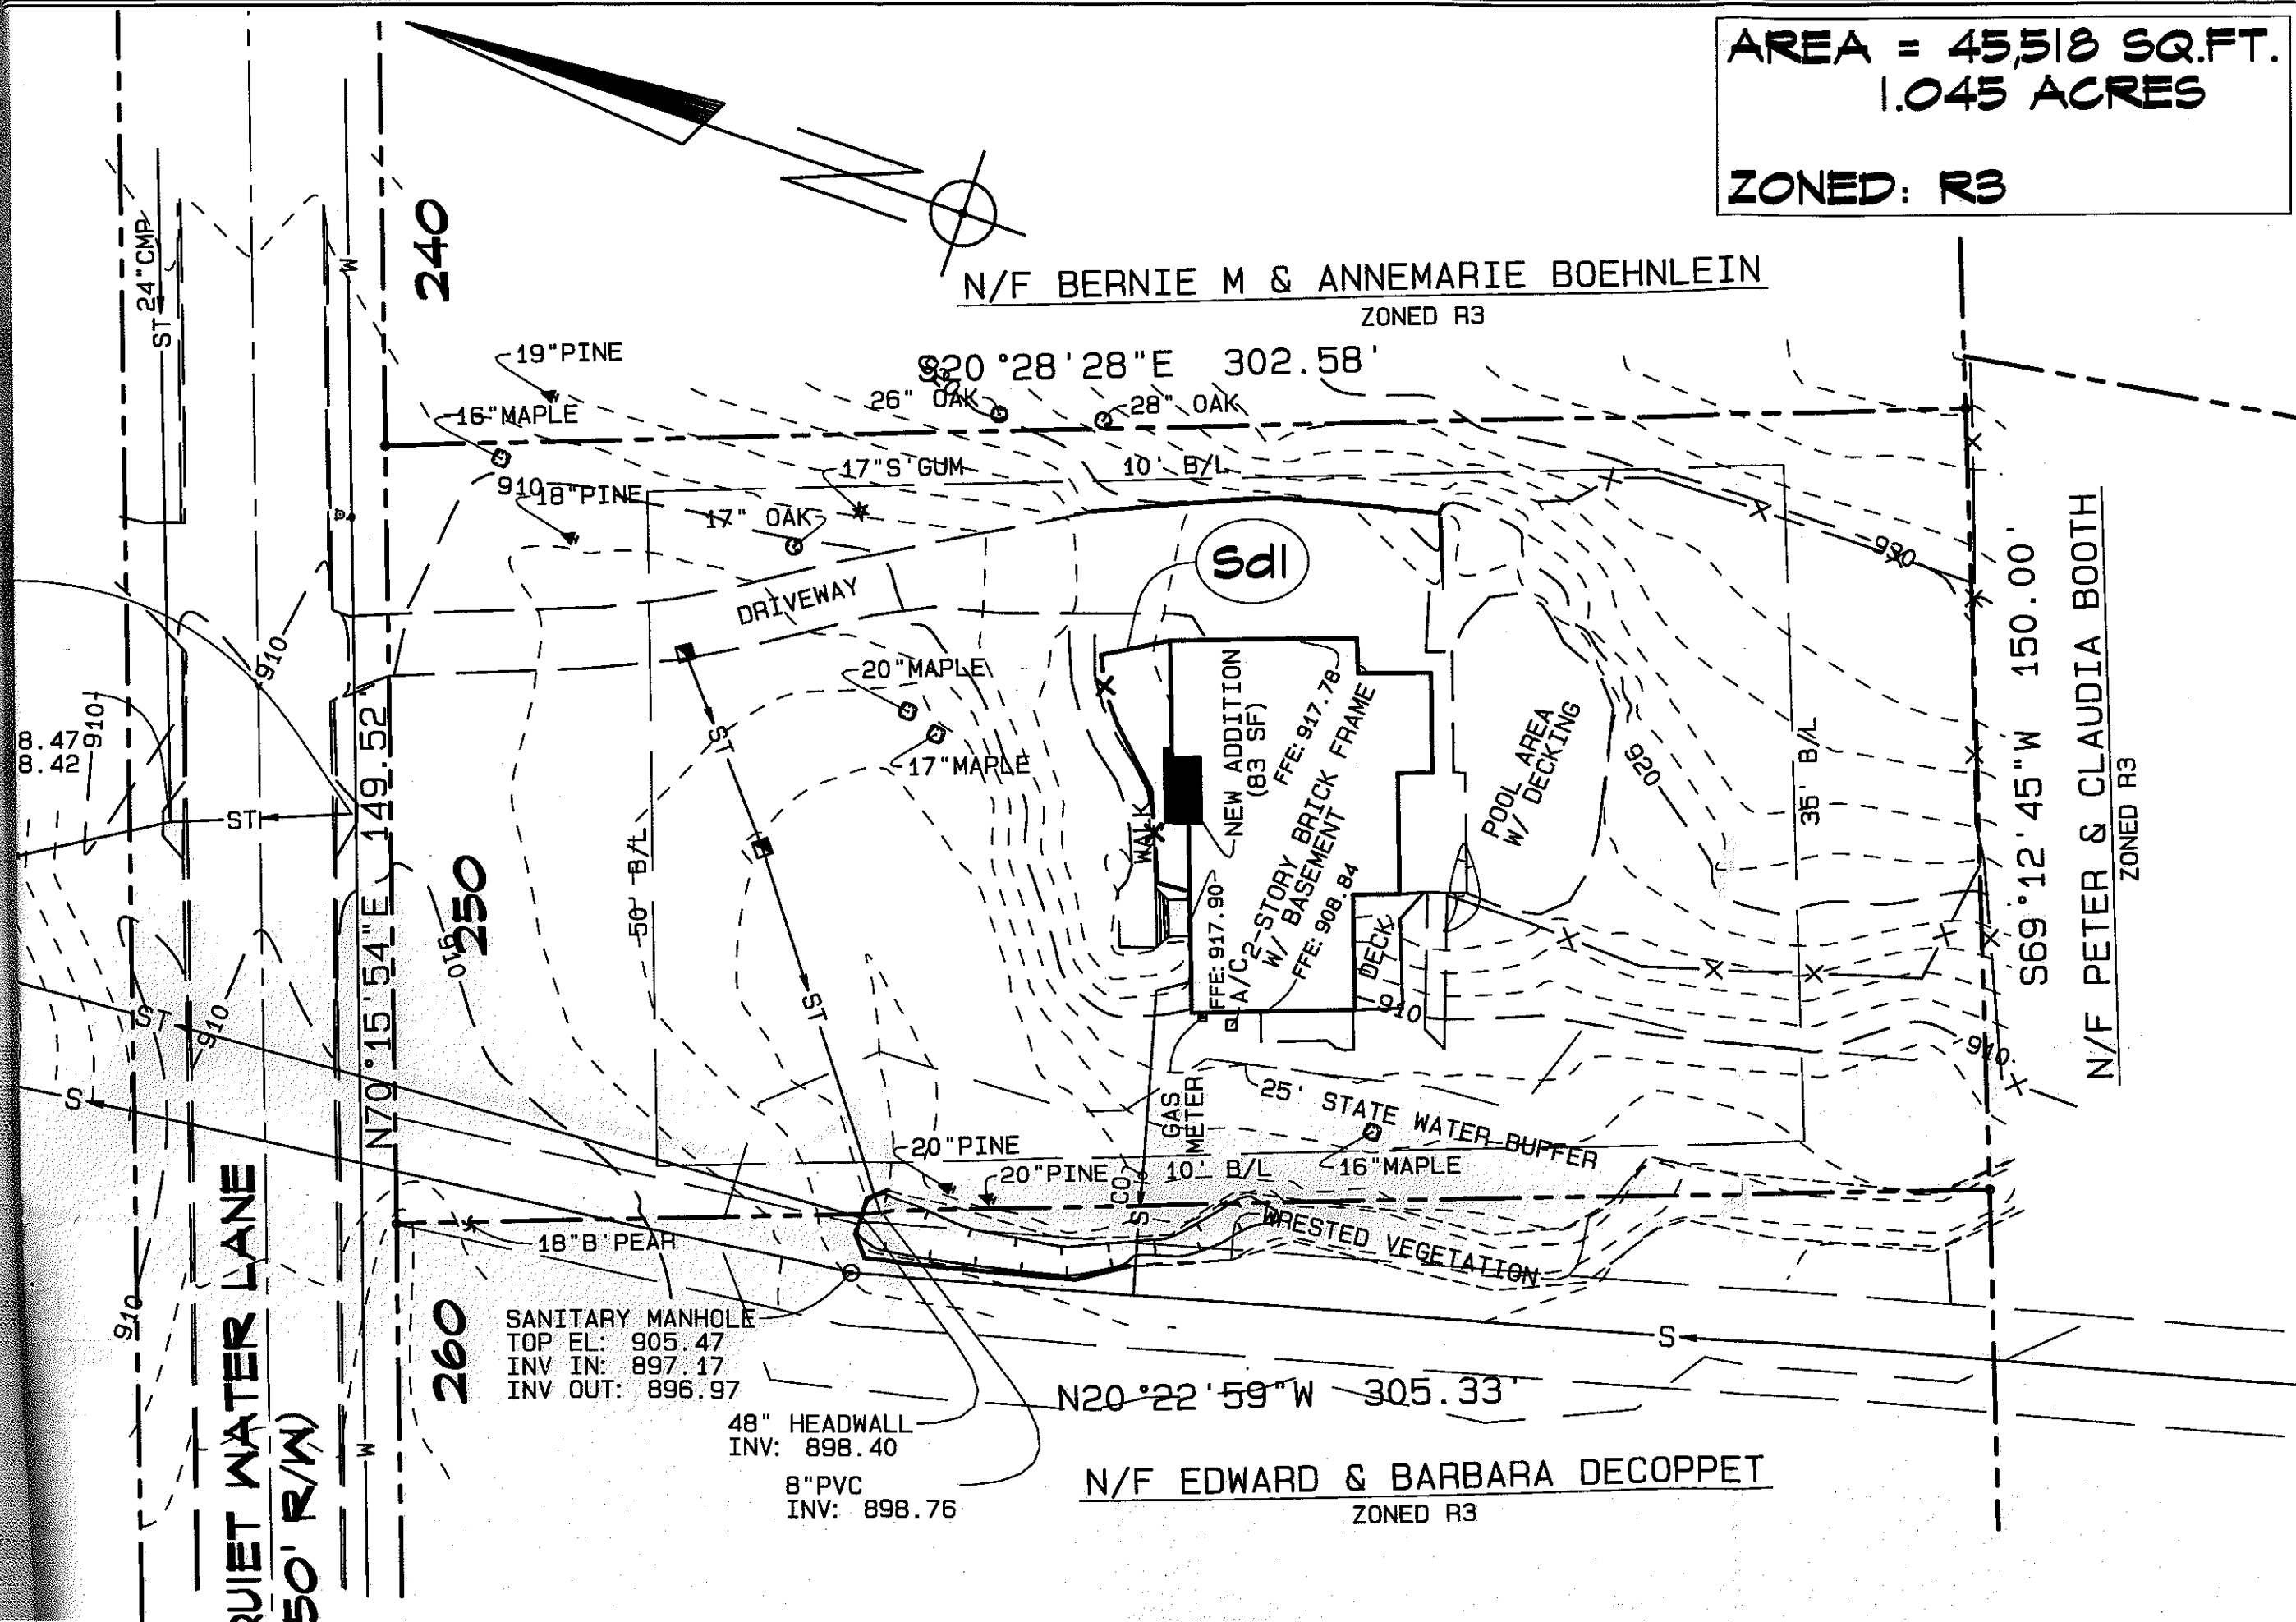 AREA = 45,518 SQ.FT.
1.045 ACRES
ZONED: R3
N/F BERNIE M & ANNEMARIE BOEHNLEIN
ZONED R3
S20°28'28"E 302.58'
240
24"CMP
ST
W
19"PINE
16"MAPLE
26" OAK
28" OAK
910
18"PINE
17"S'GUM
17" OAK
10' B/L
930
Sd1
DRIVEWAY
910
910
8.47
8.42
ST
N70°15'54"E 149.52
50' B/L
ST
20"MAPLE
17"MAPLE
WALK
NEW ADDITION
(83 SF)
FFE: 917.78
2-STORY BRICK FRAME
W/ BASEMENT
FFE: 908.84
FFE: 917.90
A/C
DECK
POOL AREA
W/ DECKING
920
35' B/L
S69°12'45"W 150.00'
N/F PETER & CLAUDIA BOOTH
ZONED R3
250
910
ST
910
910
910
ST
S
GAS
METER
25' STATE WATER BUFFER
20"PINE
20"PINE
CO
10' B/L
16"MAPLE
S
WRESTED VEGETATION
18"B'PEAR
260
910
SANITARY MANHOLE
TOP EL: 905.47
INV IN: 897.17
INV OUT: 896.97
S
N20°22'59"W 305.33'
48" HEADWALL
INV: 898.40
8"PVC
INV: 898.76
N/F EDWARD & BARBARA DECOPPET
ZONED R3
W
QUIET WATER LANE
50' R/W)